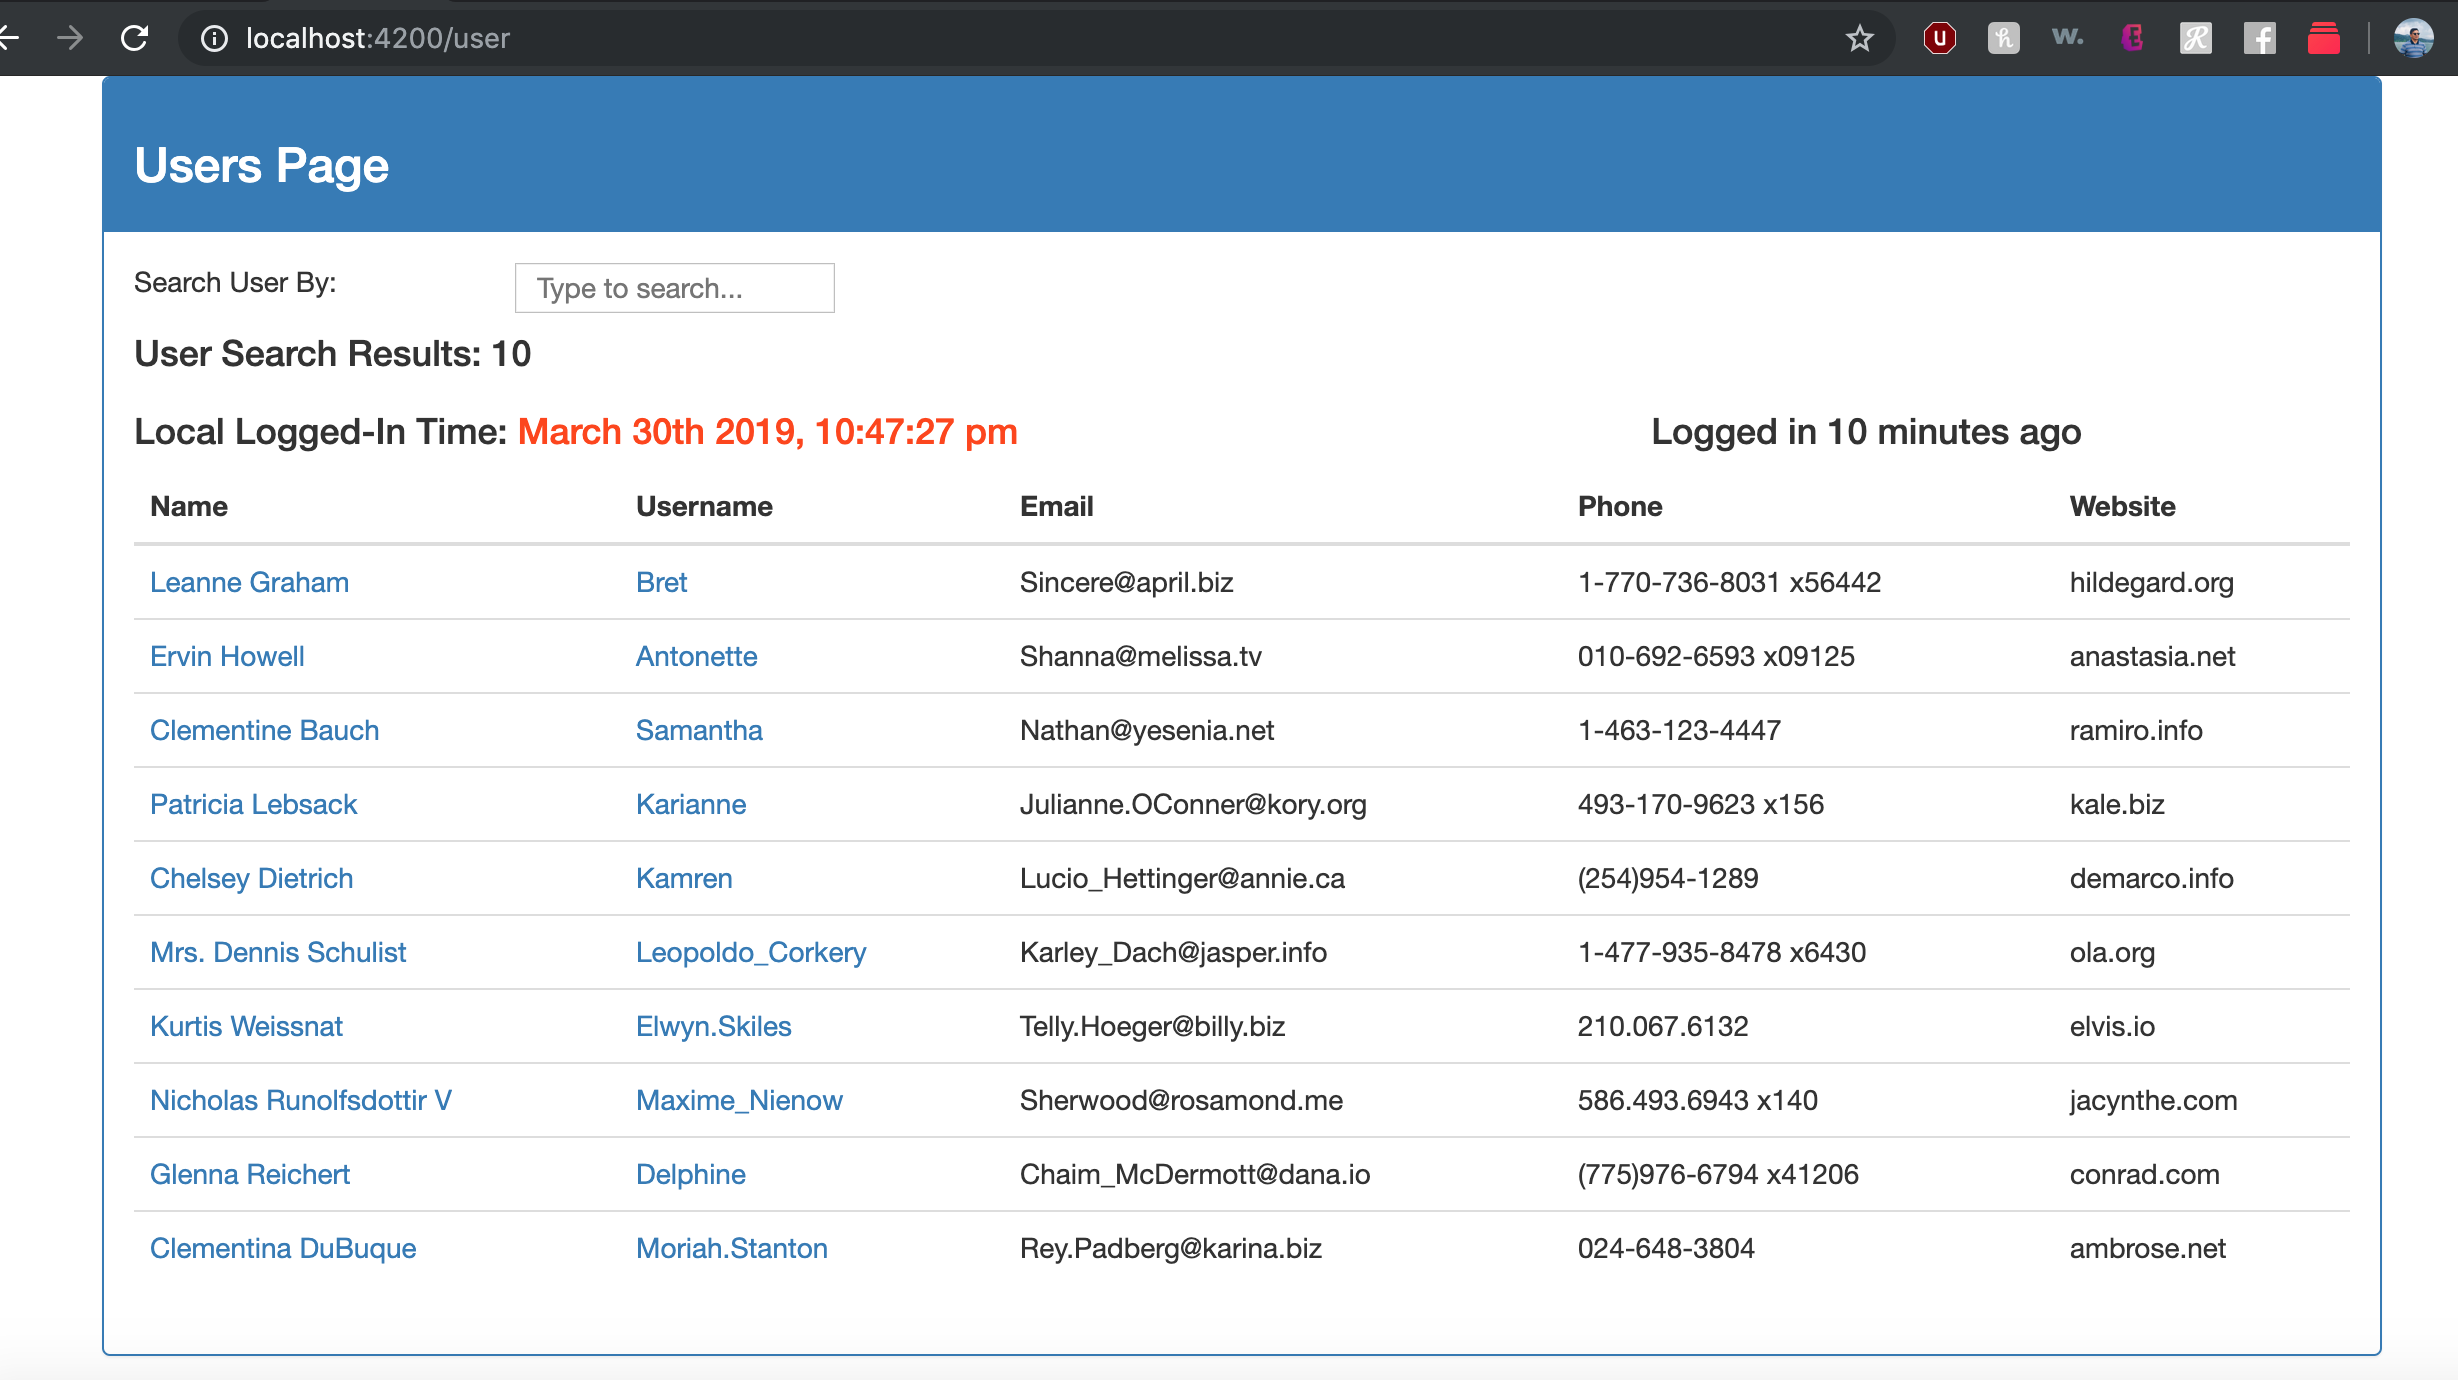 localhost:4200/user
Users Page
Search User By: Type to search...
User Search Results: 10
Local Logged-In Time: March 30th 2019, 10:47:27 pm Logged in 10 minutes ago
Name Username Email Phone Website
Leanne Graham Bret Sincere@april.biz 1-770-736-8031 x56442 hildegard.org
Ervin Howell Antonette Shanna@melissa.tv 010-692-6593 x09125 anastasia.net
Clementine Bauch Samantha Nathan@yesenia.net 1-463-123-4447 ramiro.info
Patricia Lebsack Karianne Julianne.OConner@kory.org 493-170-9623 x156 kale.biz
Chelsey Dietrich Kamren Lucio_Hettinger@annie.ca (254)954-1289 demarco.info
Mrs. Dennis Schulist Leopoldo_Corkery Karley_Dach@jasper.info 1-477-935-8478 x6430 ola.org
Kurtis Weissnat Elwyn.Skiles Telly.Hoeger@billy.biz 210.067.6132 elvis.io
Nicholas Runolfsdottir V Maxime_Nienow Sherwood@rosamond.me 586.493.6943 x140 jacynthe.com
Glenna Reichert Delphine Chaim_McDermott@dana.io (775)976-6794 x41206 conrad.com
Clementina DuBuque Moriah.Stanton Rey.Padberg@karina.biz 024-648-3804 ambrose.net